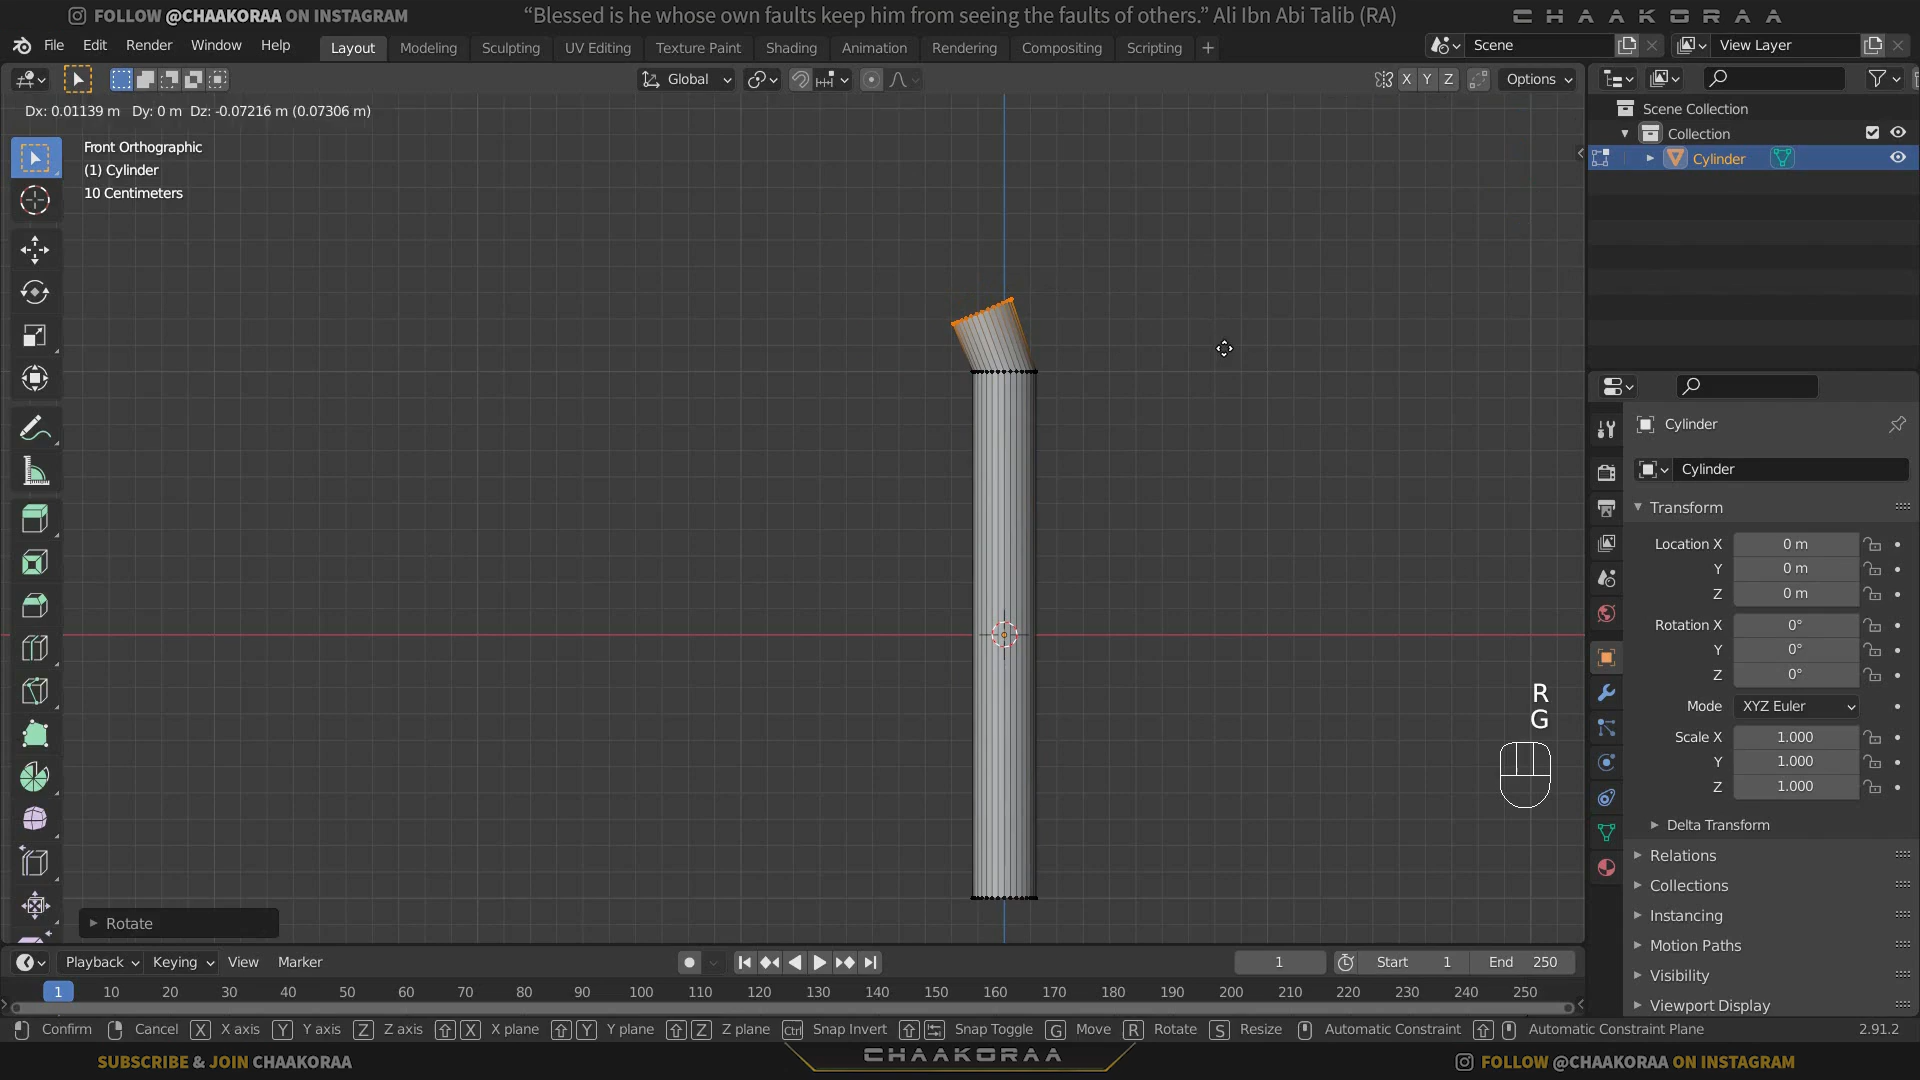 FOLLOW @CHAAKORAA ON INSTAGRAM
“Blessed is he whose own faults keep him from seeing the faults of others.” Ali Ibn Abi Talib (RA)
CHAAKORAA
File Edit Render Window Help
Layout Modeling Sculpting UV Editing Texture Paint Shading Animation Rendering Compositing Scripting +
Scene
View Layer
Global
X Y Z
Options
Dx: 0.01139 m Dy: 0 m Dz: -0.07216 m (0.07306 m)
Front Orthographic
(1) Cylinder
10 Centimeters
Scene Collection
Collection
Cylinder
Cylinder
Cylinder
Transform
Location X 0 m
Y 0 m
Z 0 m
Rotation X 0°
Y 0°
Z 0°
Mode XYZ Euler
Scale X 1.000
Y 1.000
Z 1.000
Delta Transform
Relations
Collections
Instancing
Motion Paths
Visibility
Viewport Display
R
G
Rotate
Playback Keying View Marker
1
Start 1
End 250
1 10 20 30 40 50 60 70 80 90 100 110 120 130 140 150 160 170 180 190 200 210 220 230 240 250
Confirm Cancel X X axis Y Y axis Z Z axis X X plane Y Y plane Z Z plane Ctrl Snap Invert Snap Toggle G Move R Rotate S Resize Automatic Constraint Automatic Constraint Plane 2.91.2
SUBSCRIBE & JOIN CHAAKORAA
CHAAKORAA
FOLLOW @CHAAKORAA ON INSTAGRAM